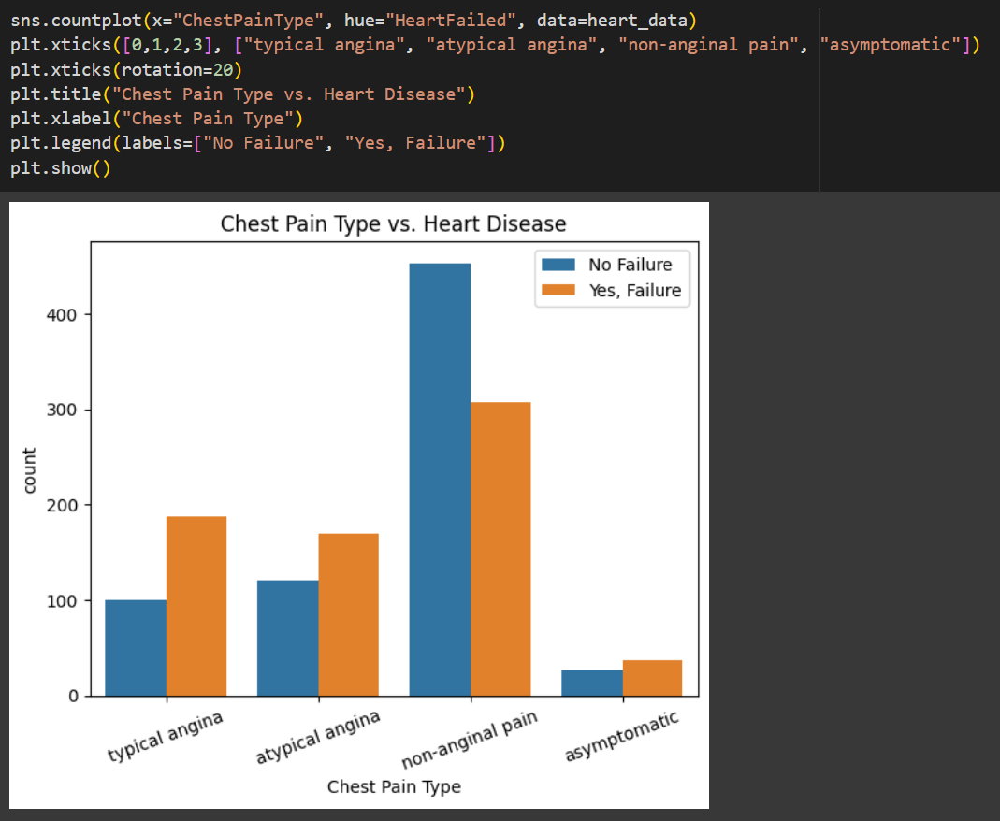 sns.countplot(x="ChestPainType", hue="HeartFailed", data=heart_data)
plt.xticks([0,1,2,3], ["typical angina", "atypical angina", "non-anginal pain", "asymptomatic"])
plt.xticks(rotation=20)
plt.title("Chest Pain Type vs. Heart Disease")
plt.xlabel("Chest Pain Type")
plt.legend(labels=["No Failure", "Yes, Failure"])
plt.show()
Chest Pain Type vs. Heart Disease
No Failure
Yes, Failure
400
300
200
100
0
count
typical angina
atypical angina
non-anginal pain
asymptomatic
Chest Pain Type